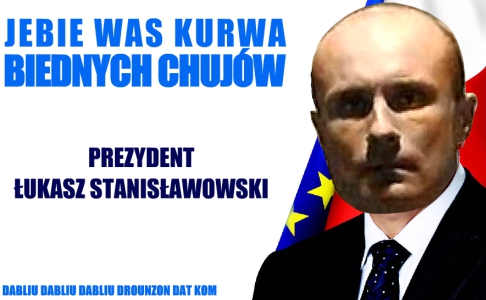 JEBIE WAS KURWA
BIEDNYCH CHUJÓW
PREZYDENT
ŁUKASZ STANISŁAWOWSKI
DABLIU DABLIU DABLIU DROUNZON DAT KOM